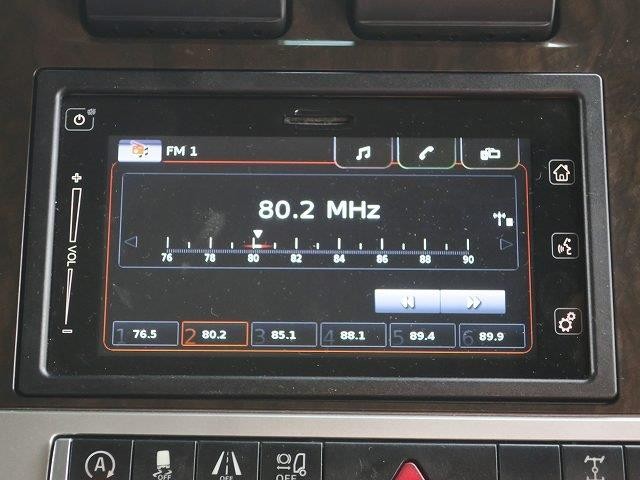 FM 1
80.2 MHz
76 78 80 82 84 86 88 90
VOL
1 76.5 2 80.2 3 85.1 4 88.1 5 89.4 6 89.9
A
OFF OFF OFF